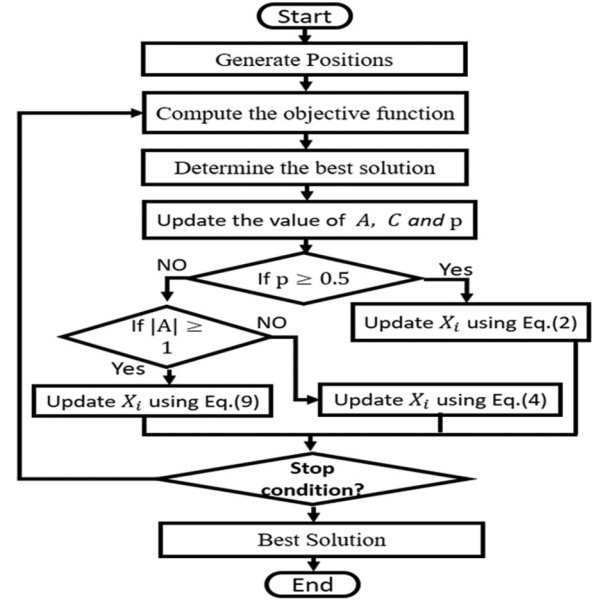 Start
Generate Positions
Compute the objective function
Determine the best solution
Update the value of A, C and p
NO
If p ≥ 0.5
Yes
If |A| ≥
1
NO
Update Xᵢ using Eq.(2)
Yes
Update Xᵢ using Eq.(9)
Update Xᵢ using Eq.(4)
Stop
condition?
Best Solution
End